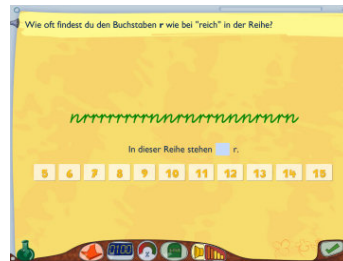 Wie oft findest du den Buchstaben r wie bei "reich" in der Reihe?
nrrrrrrrnnrnrrnnnrnrn
In dieser Reihe stehen r.
5 6 7 8 9 10 11 12 13 14 15